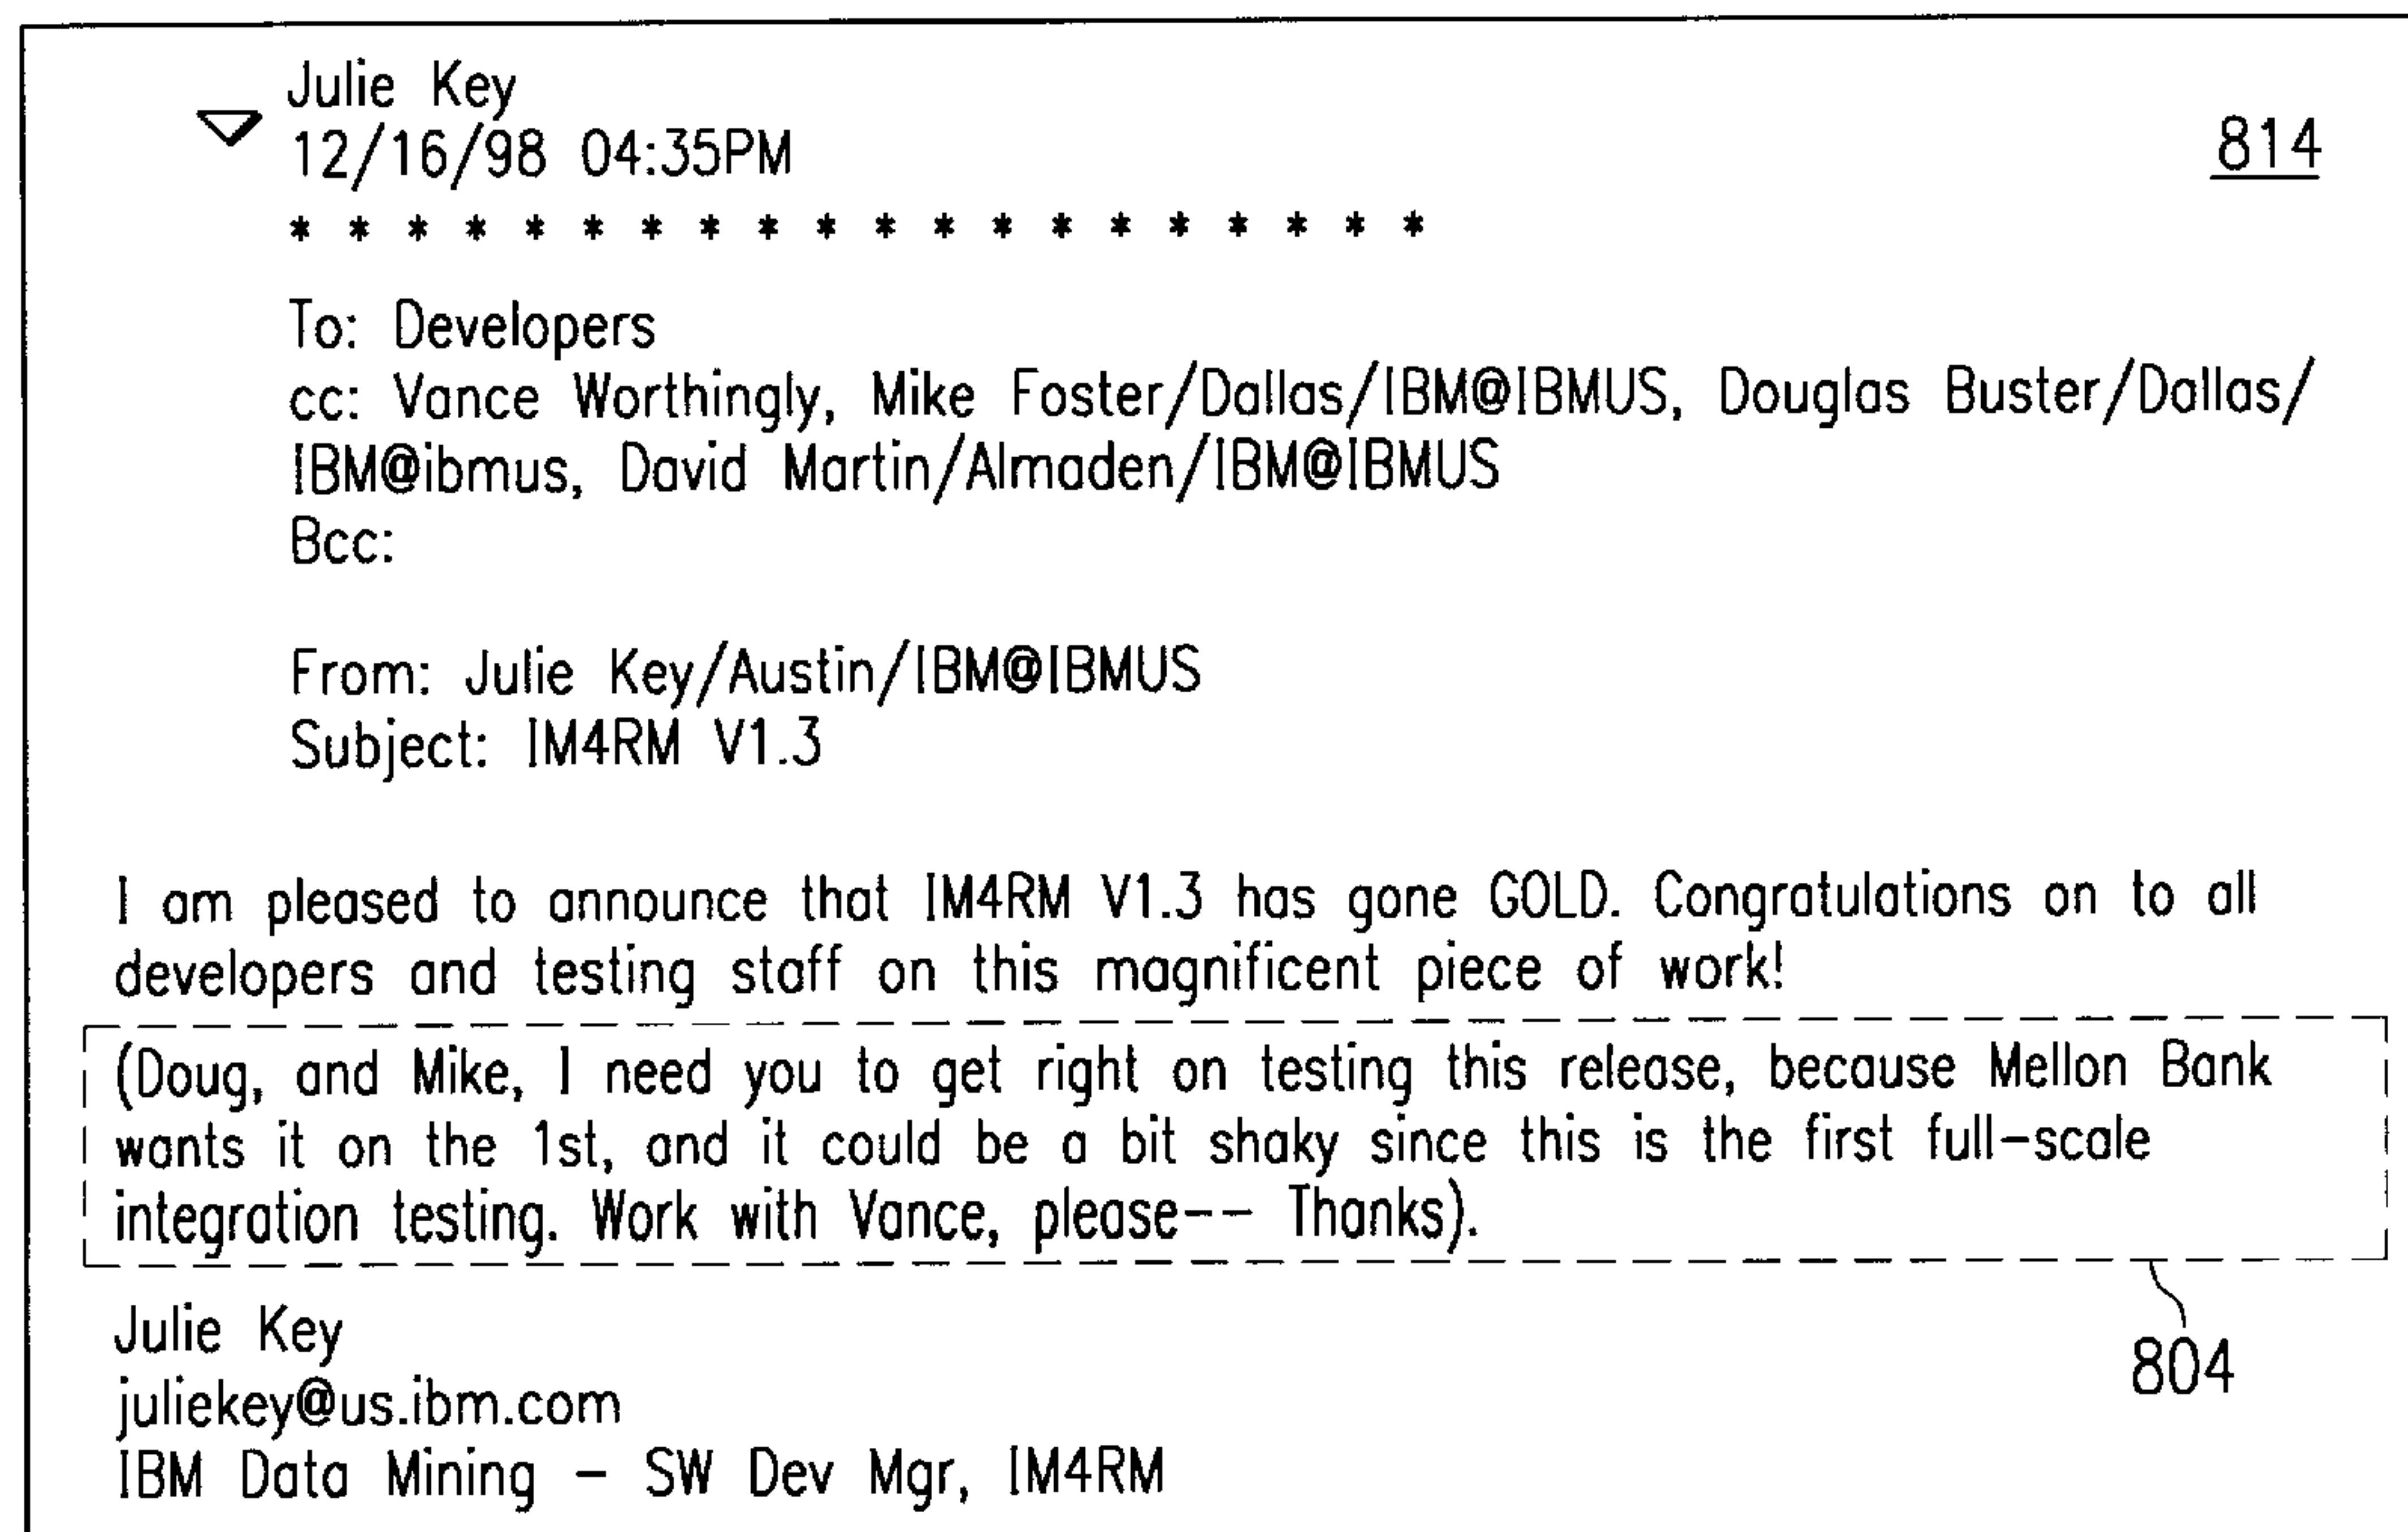 Julie Key
12/16/98 04:35PM
814
* * * * * * * * * * * * * * * * * * * *
To: Developers
cc: Vance Worthingly, Mike Foster/Dallas/IBM@IBMUS, Douglas Buster/Dallas/
IBM@ibmus, David Martin/Almaden/IBM@IBMUS
Bcc:
From: Julie Key/Austin/IBM@IBMUS
Subject: IM4RM V1.3
I am pleased to announce that IM4RM V1.3 has gone GOLD. Congratulations on to all
developers and testing staff on this magnificent piece of work!
(Doug, and Mike, I need you to get right on testing this release, because Mellon Bank
wants it on the 1st, and it could be a bit shaky since this is the first full-scale
integration testing. Work with Vance, please-- Thanks).
Julie Key
804
juliekey@us.ibm.com
IBM Data Mining - SW Dev Mgr, IM4RM